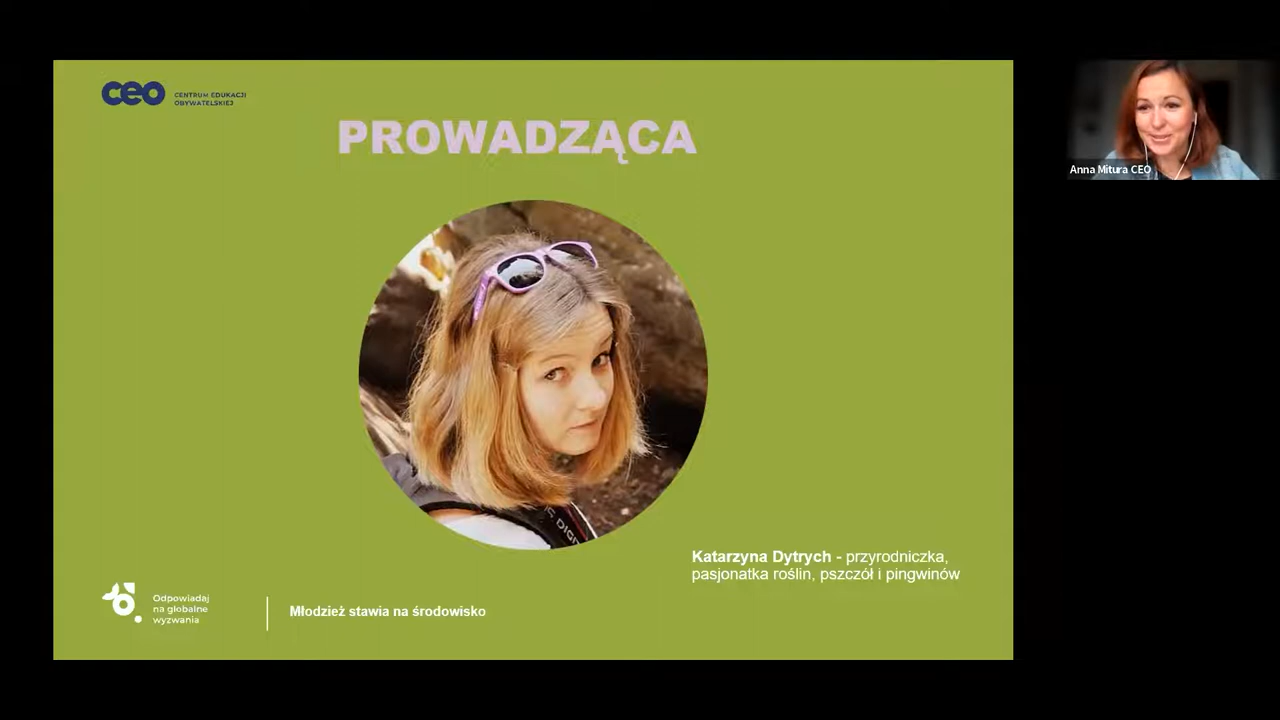 ceo
CENTRUM EDUKACJI
OBYWATELSKIEJ
PROWADZĄCA
Anna Mitura CEO
DIGI
Katarzyna Dytrych - przyrodniczka,
pasjonatka roślin, pszczół i pingwinów
Odpowiadaj
na globalne
wyzwania
Młodzież stawia na środowisko